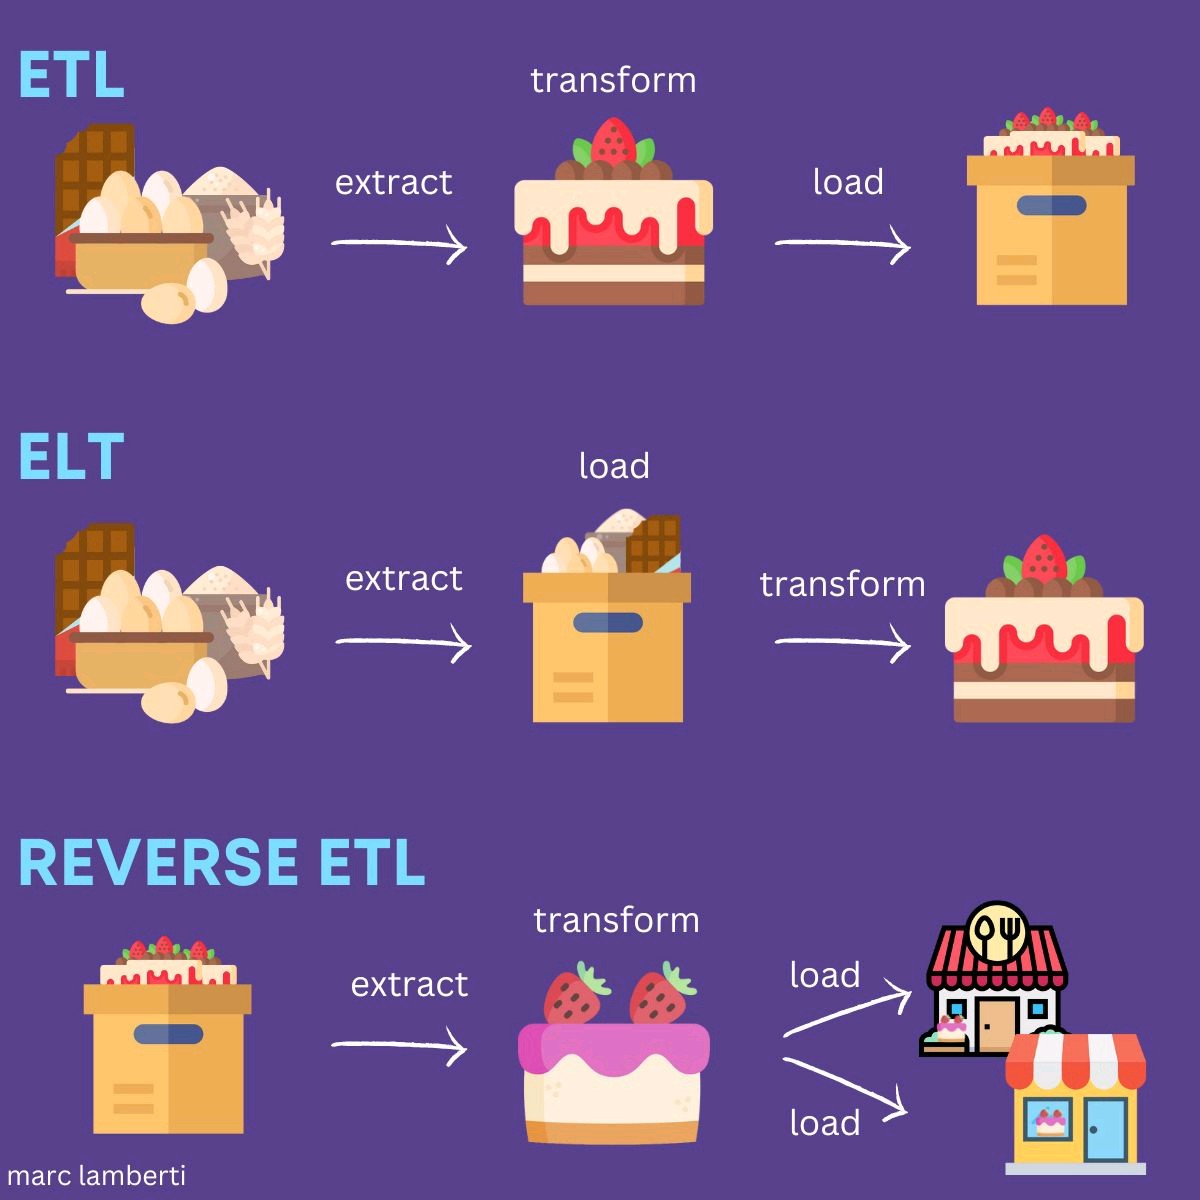 ETL
transform
extract
load
ELT
load
extract
transform
REVERSE ETL
transform
extract
load
load
marc lamberti